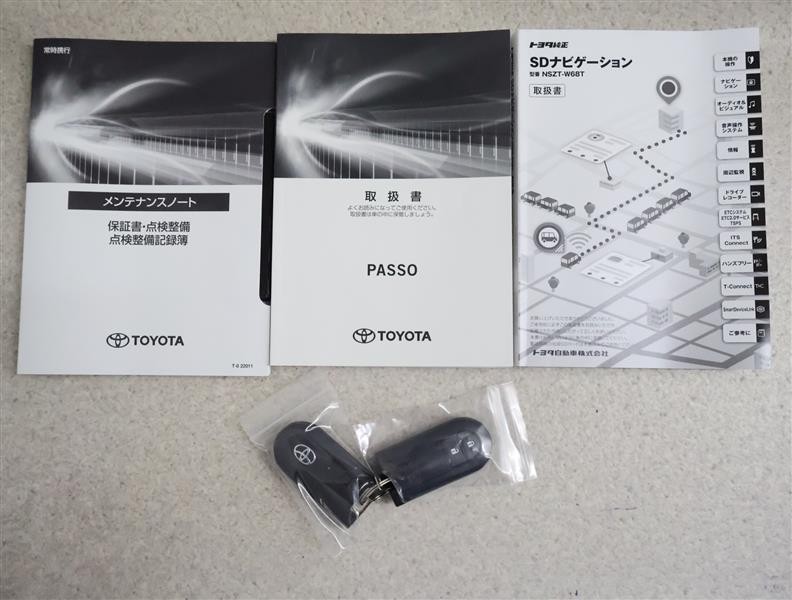 常時携行
メンテナンスノート
保証書・点検整備
点検整備記録簿
TOYOTA
T-0 22011
取扱書
よくお読みになってご使用ください。
取扱書は車の中に保管しましょう。
PASSO
TOYOTA
トヨタ純正
SDナビゲーション
型番 NSZT-W68T
取扱書
本機の
操作
ナビゲー
ション
オーディオ&
ビジュアル
音声操作
システム
情報
周辺監視
ドライブ
レコーダー
ETCシステム
ETC2.0サービス
TSPS
ITS
Connect
ハンズフリー
T-Connect
SmartDeviceLink
ご参考に
トヨタ自動車株式会社